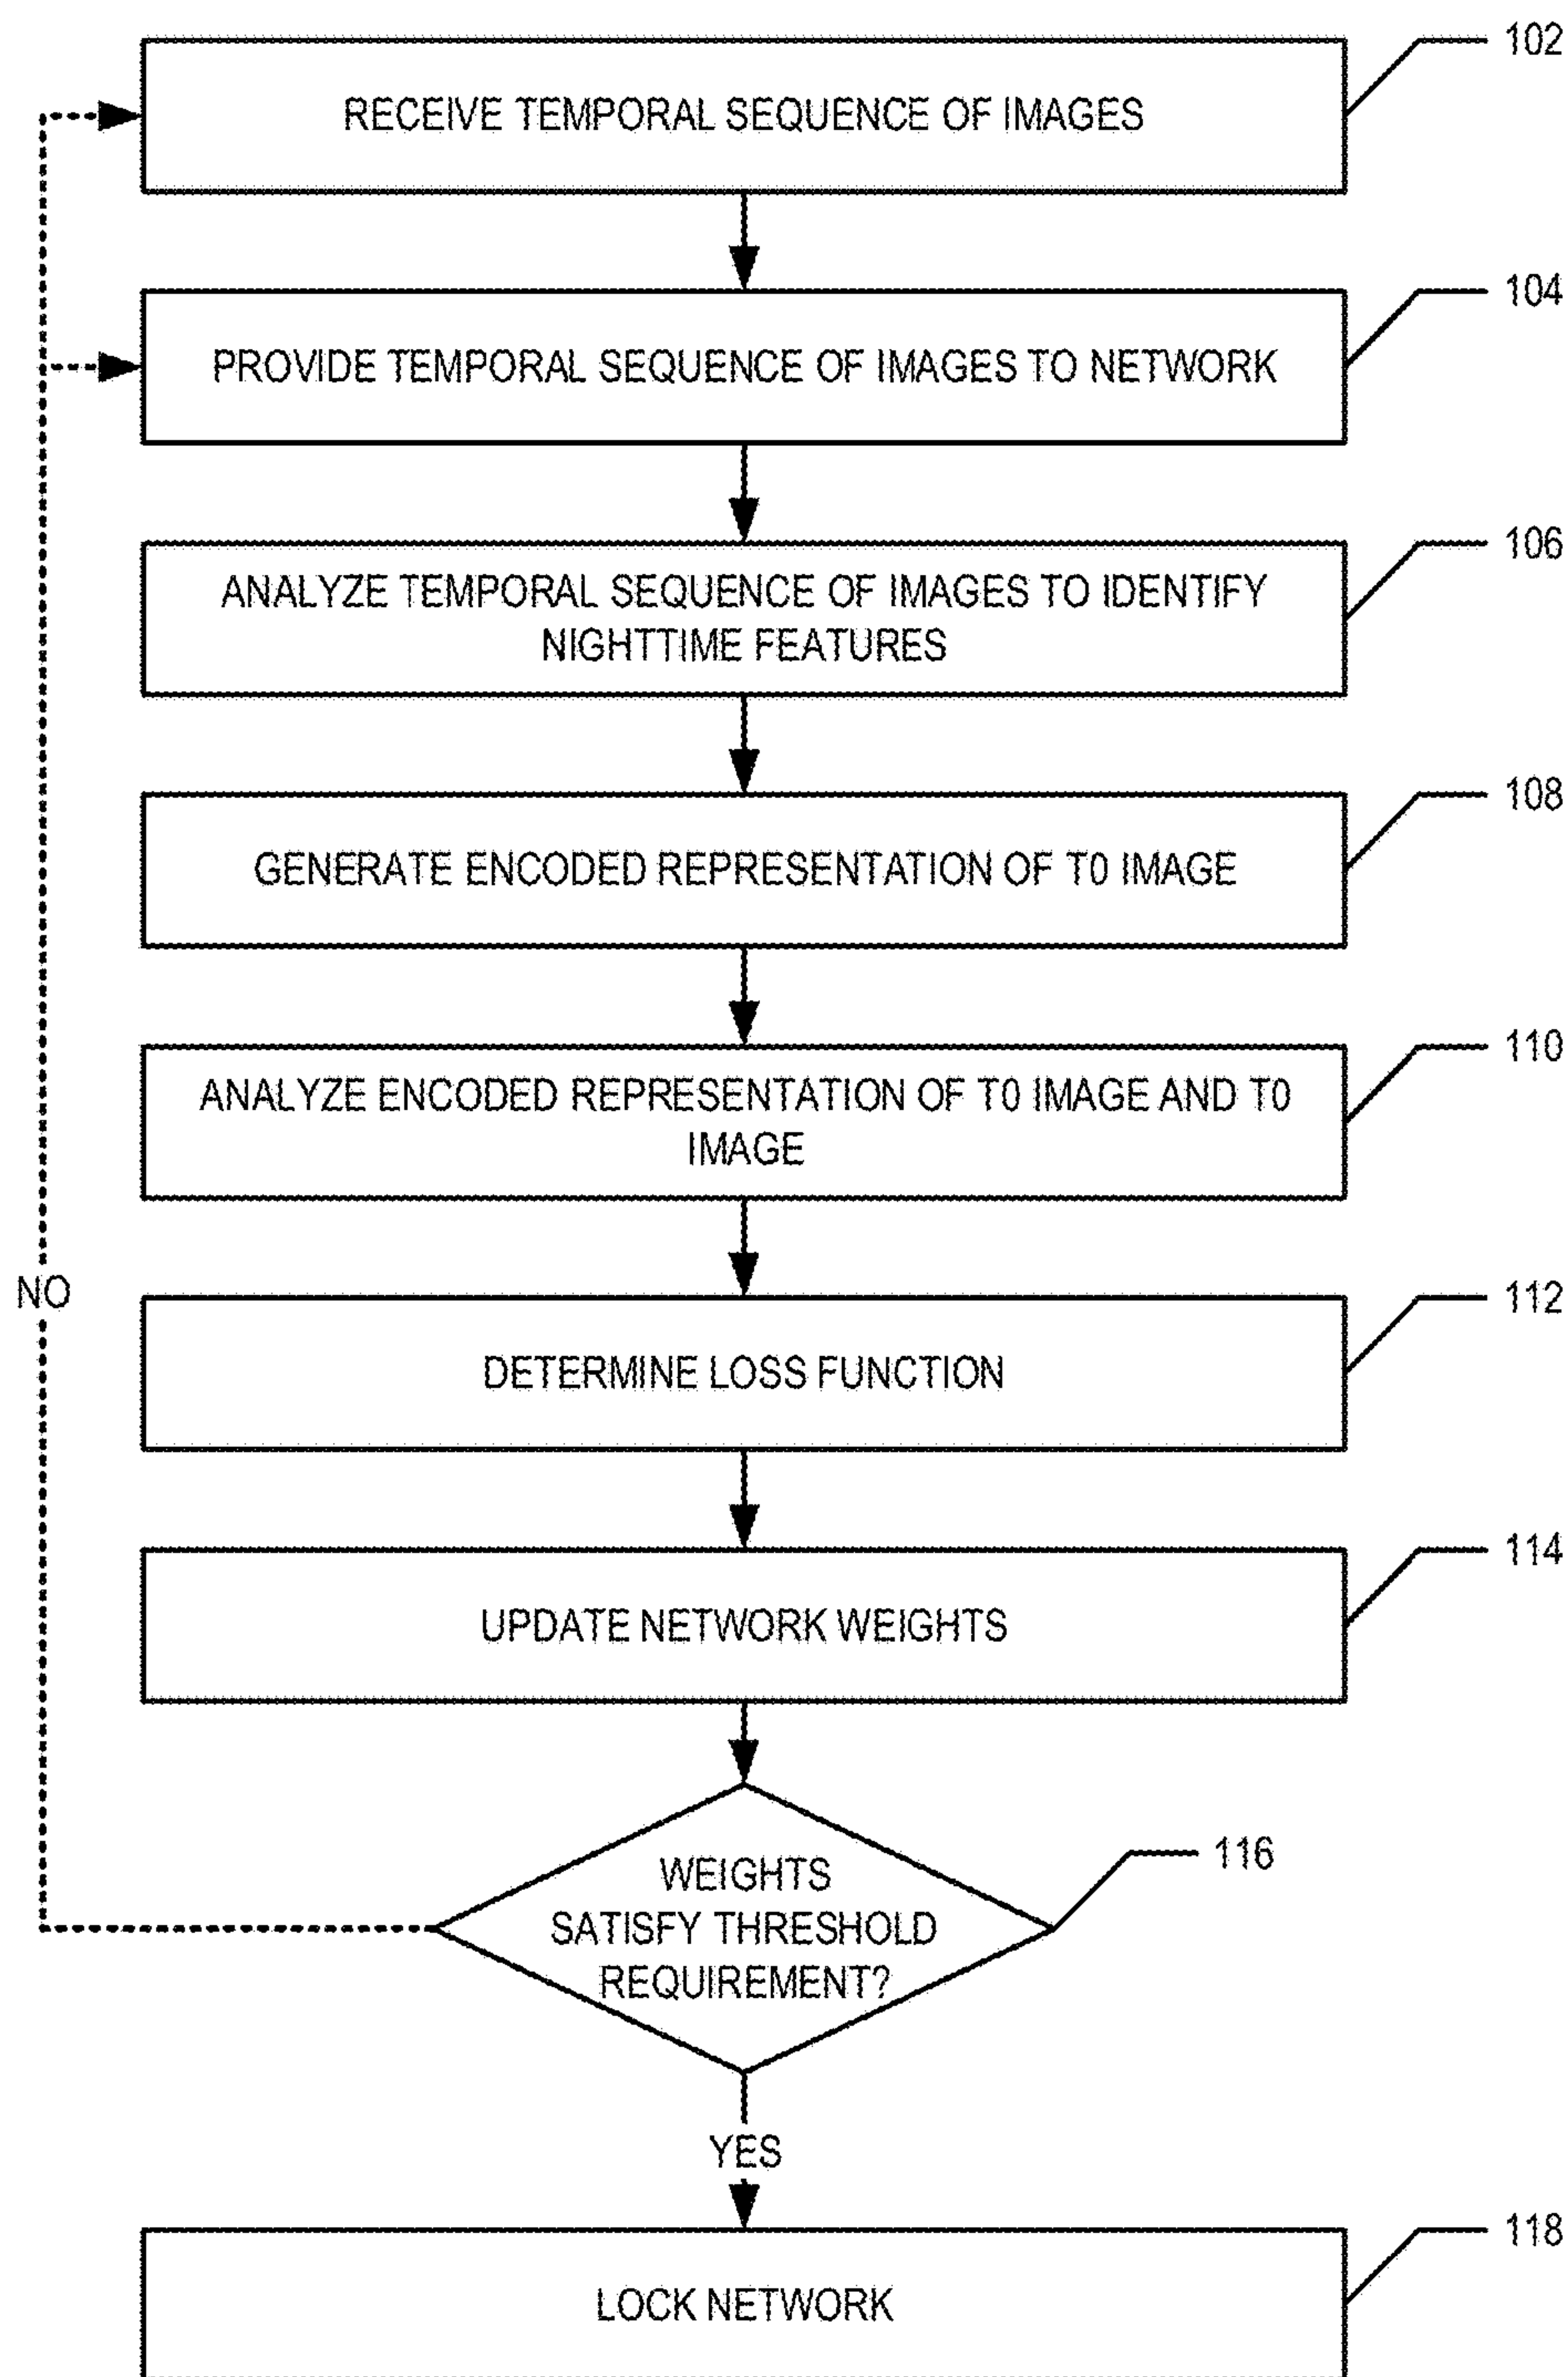 102
RECEIVE TEMPORAL SEQUENCE OF IMAGES
104
PROVIDE TEMPORAL SEQUENCE OF IMAGES TO NETWORK
106
ANALYZE TEMPORAL SEQUENCE OF IMAGES TO IDENTIFY
NIGHTTIME FEATURES
108
GENERATE ENCODED REPRESENTATION OF T0 IMAGE
110
ANALYZE ENCODED REPRESENTATION OF T0 IMAGE AND T0
IMAGE
NO
112
DETERMINE LOSS FUNCTION
114
UPDATE NETWORK WEIGHTS
116
WEIGHTS
SATISFY THRESHOLD
REQUIREMENT?
YES
118
LOCK NETWORK